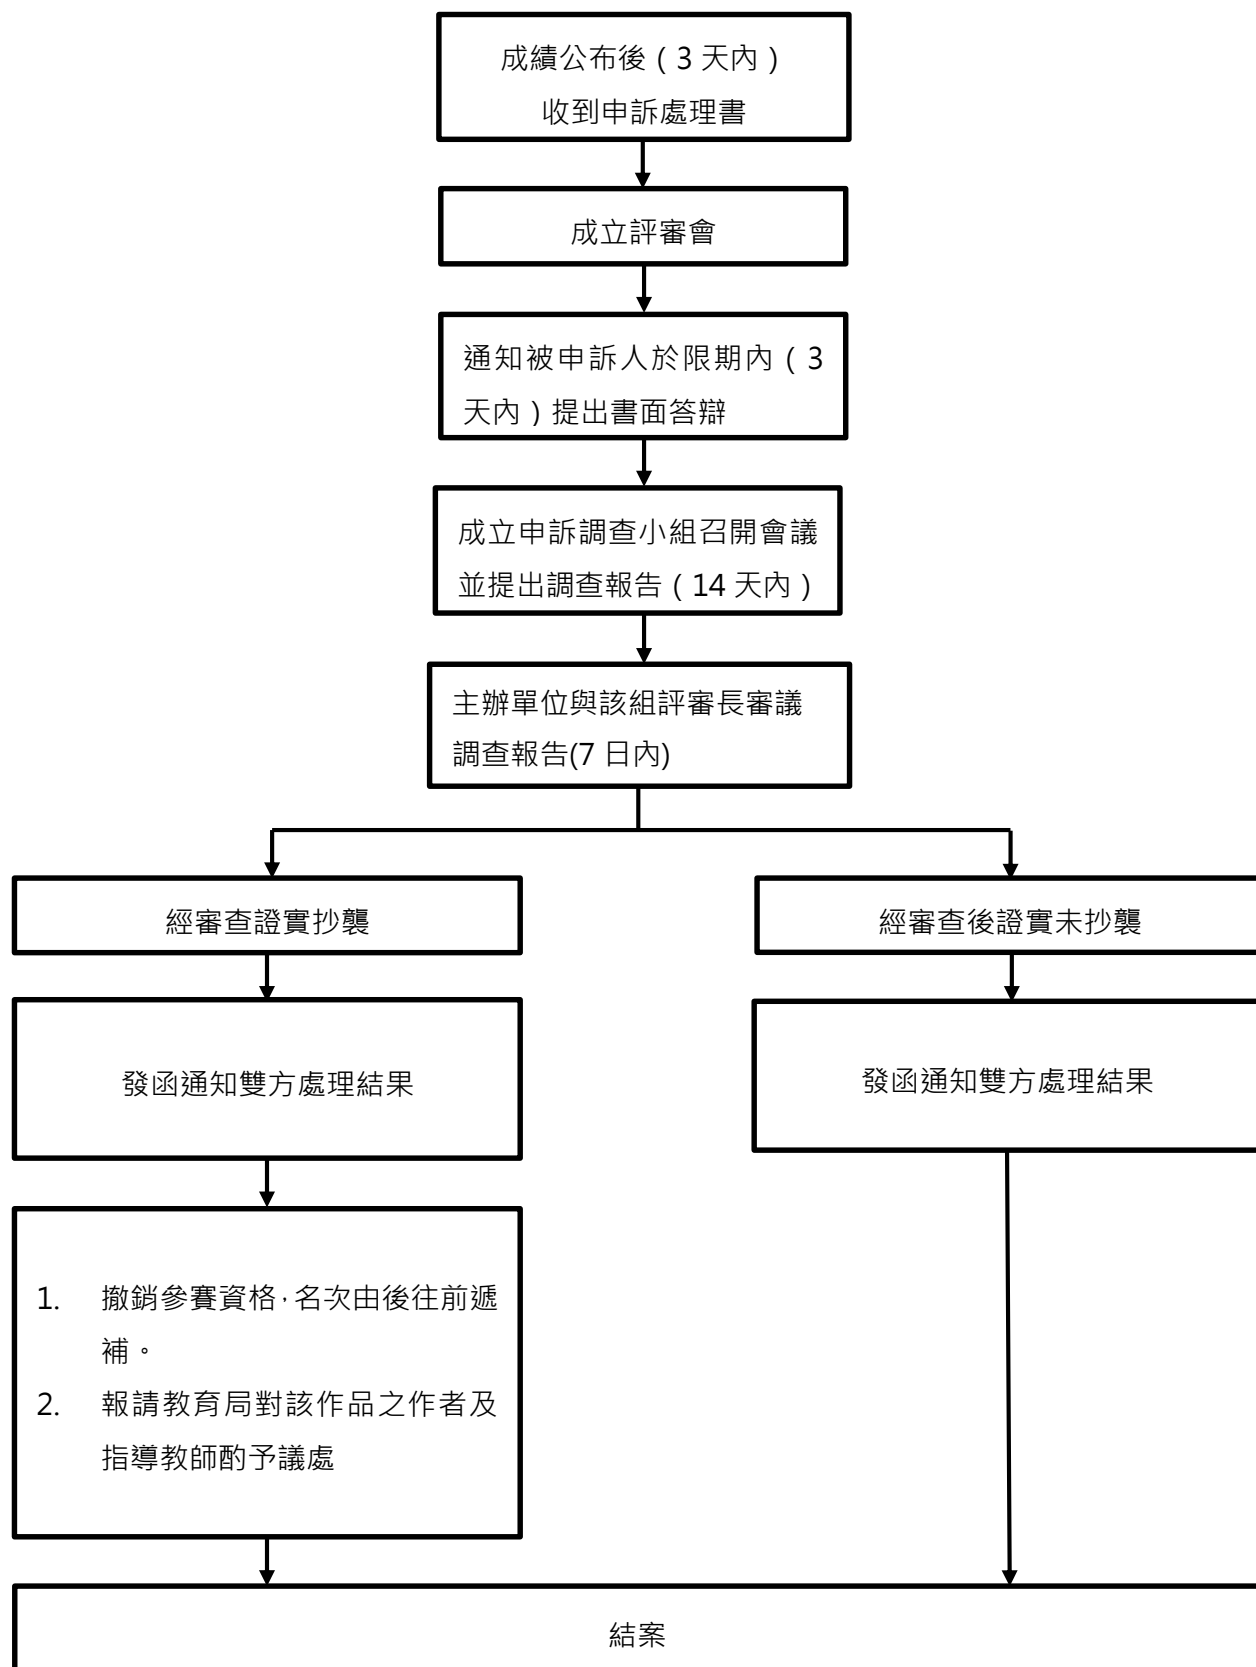 成績公布後（3 天內）
收到申訴處理書
成立評審會
通知被申訴人於限期內（3
天內）提出書面答辯
成立申訴調查小組召開會議
並提出調查報告（14 天內）
主辦單位與該組評審長審議
調查報告(7 日內)
經審查證實抄襲
經審查後證實未抄襲
發函通知雙方處理結果
發函通知雙方處理結果
1. 撤銷參賽資格，名次由後往前遞
補。
2. 報請教育局對該作品之作者及
指導教師酌予議處
結案